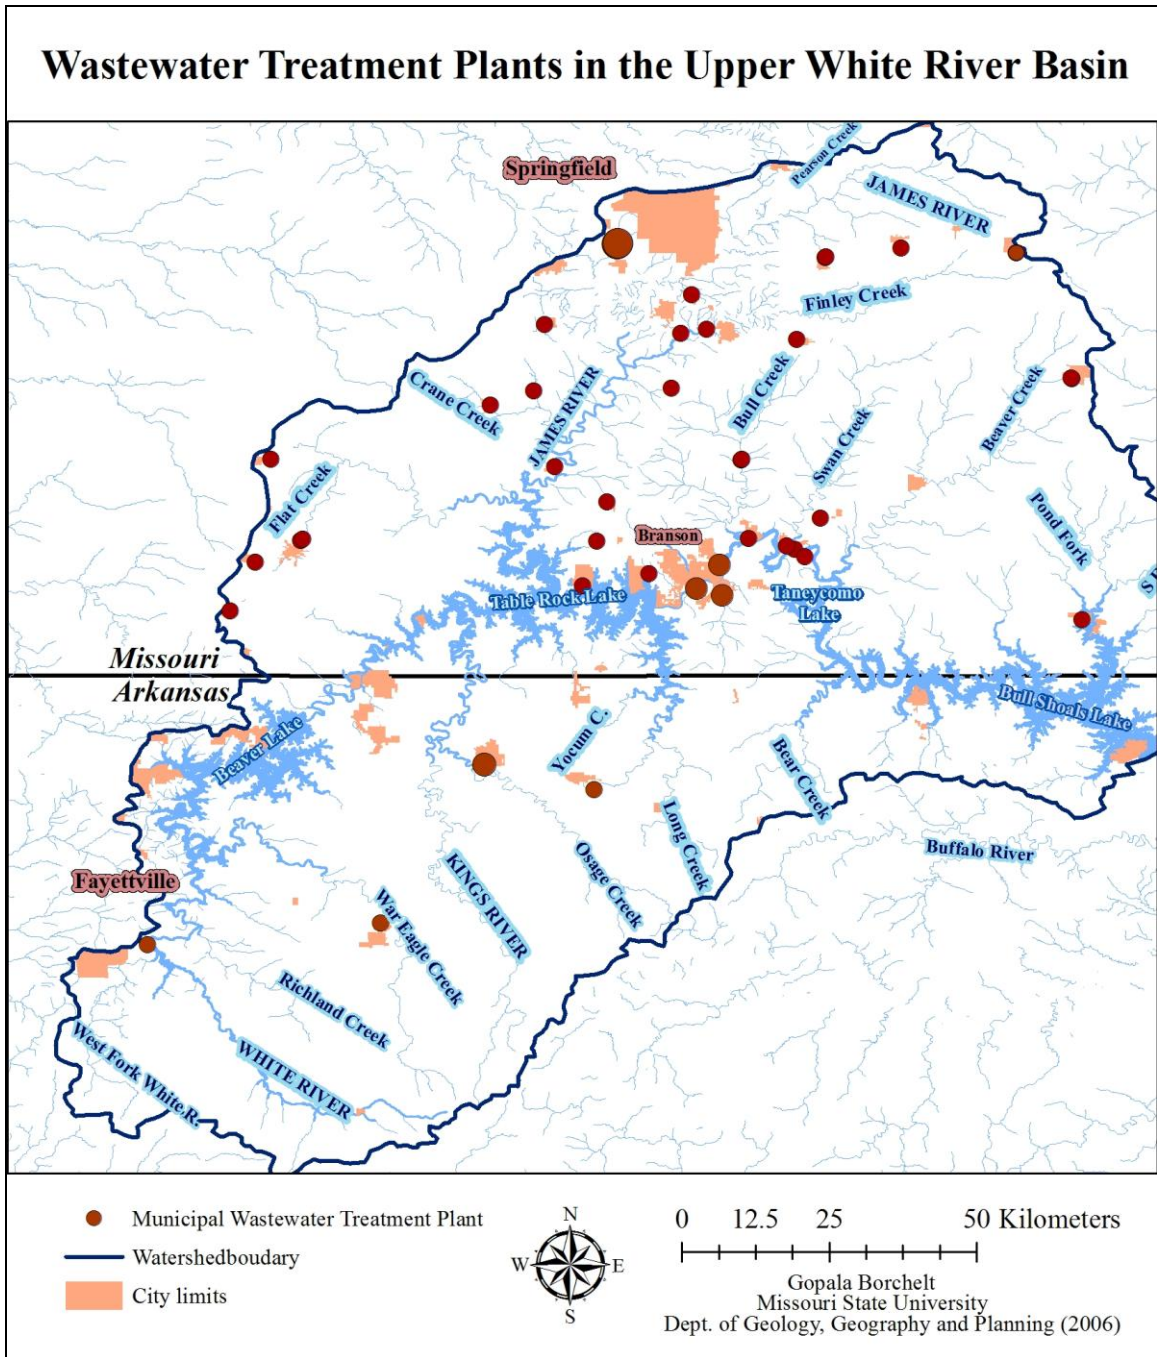 Wastewater Treatment Plants in the Upper White River Basin
Pearson Creek
Springfield
JAMES RIVER
Finley Creek
Crane Creek
JAMES RIVER
Bull Creek
Beaver Creek
Swan Creek
Flat Creek
Pond Fork
Branson
Table Rock Lake
Taneycomo
Lake
Missouri
Arkansas
Bull Shoals Lake
Beaver Lake
Yocum C.
Bear Creek
Long Creek
Buffalo River
Fayettville
KINGS RIVER
Osage Creek
War Eagle Creek
Richland Creek
West Fork White R.
WHITE RIVER
Municipal Wastewater Treatment Plant
Watershedboudary
City limits
N
W
E
S
0 12.5 25 50 Kilometers
Gopala Borchelt
Missouri State University
Dept. of Geology, Geography and Planning (2006)